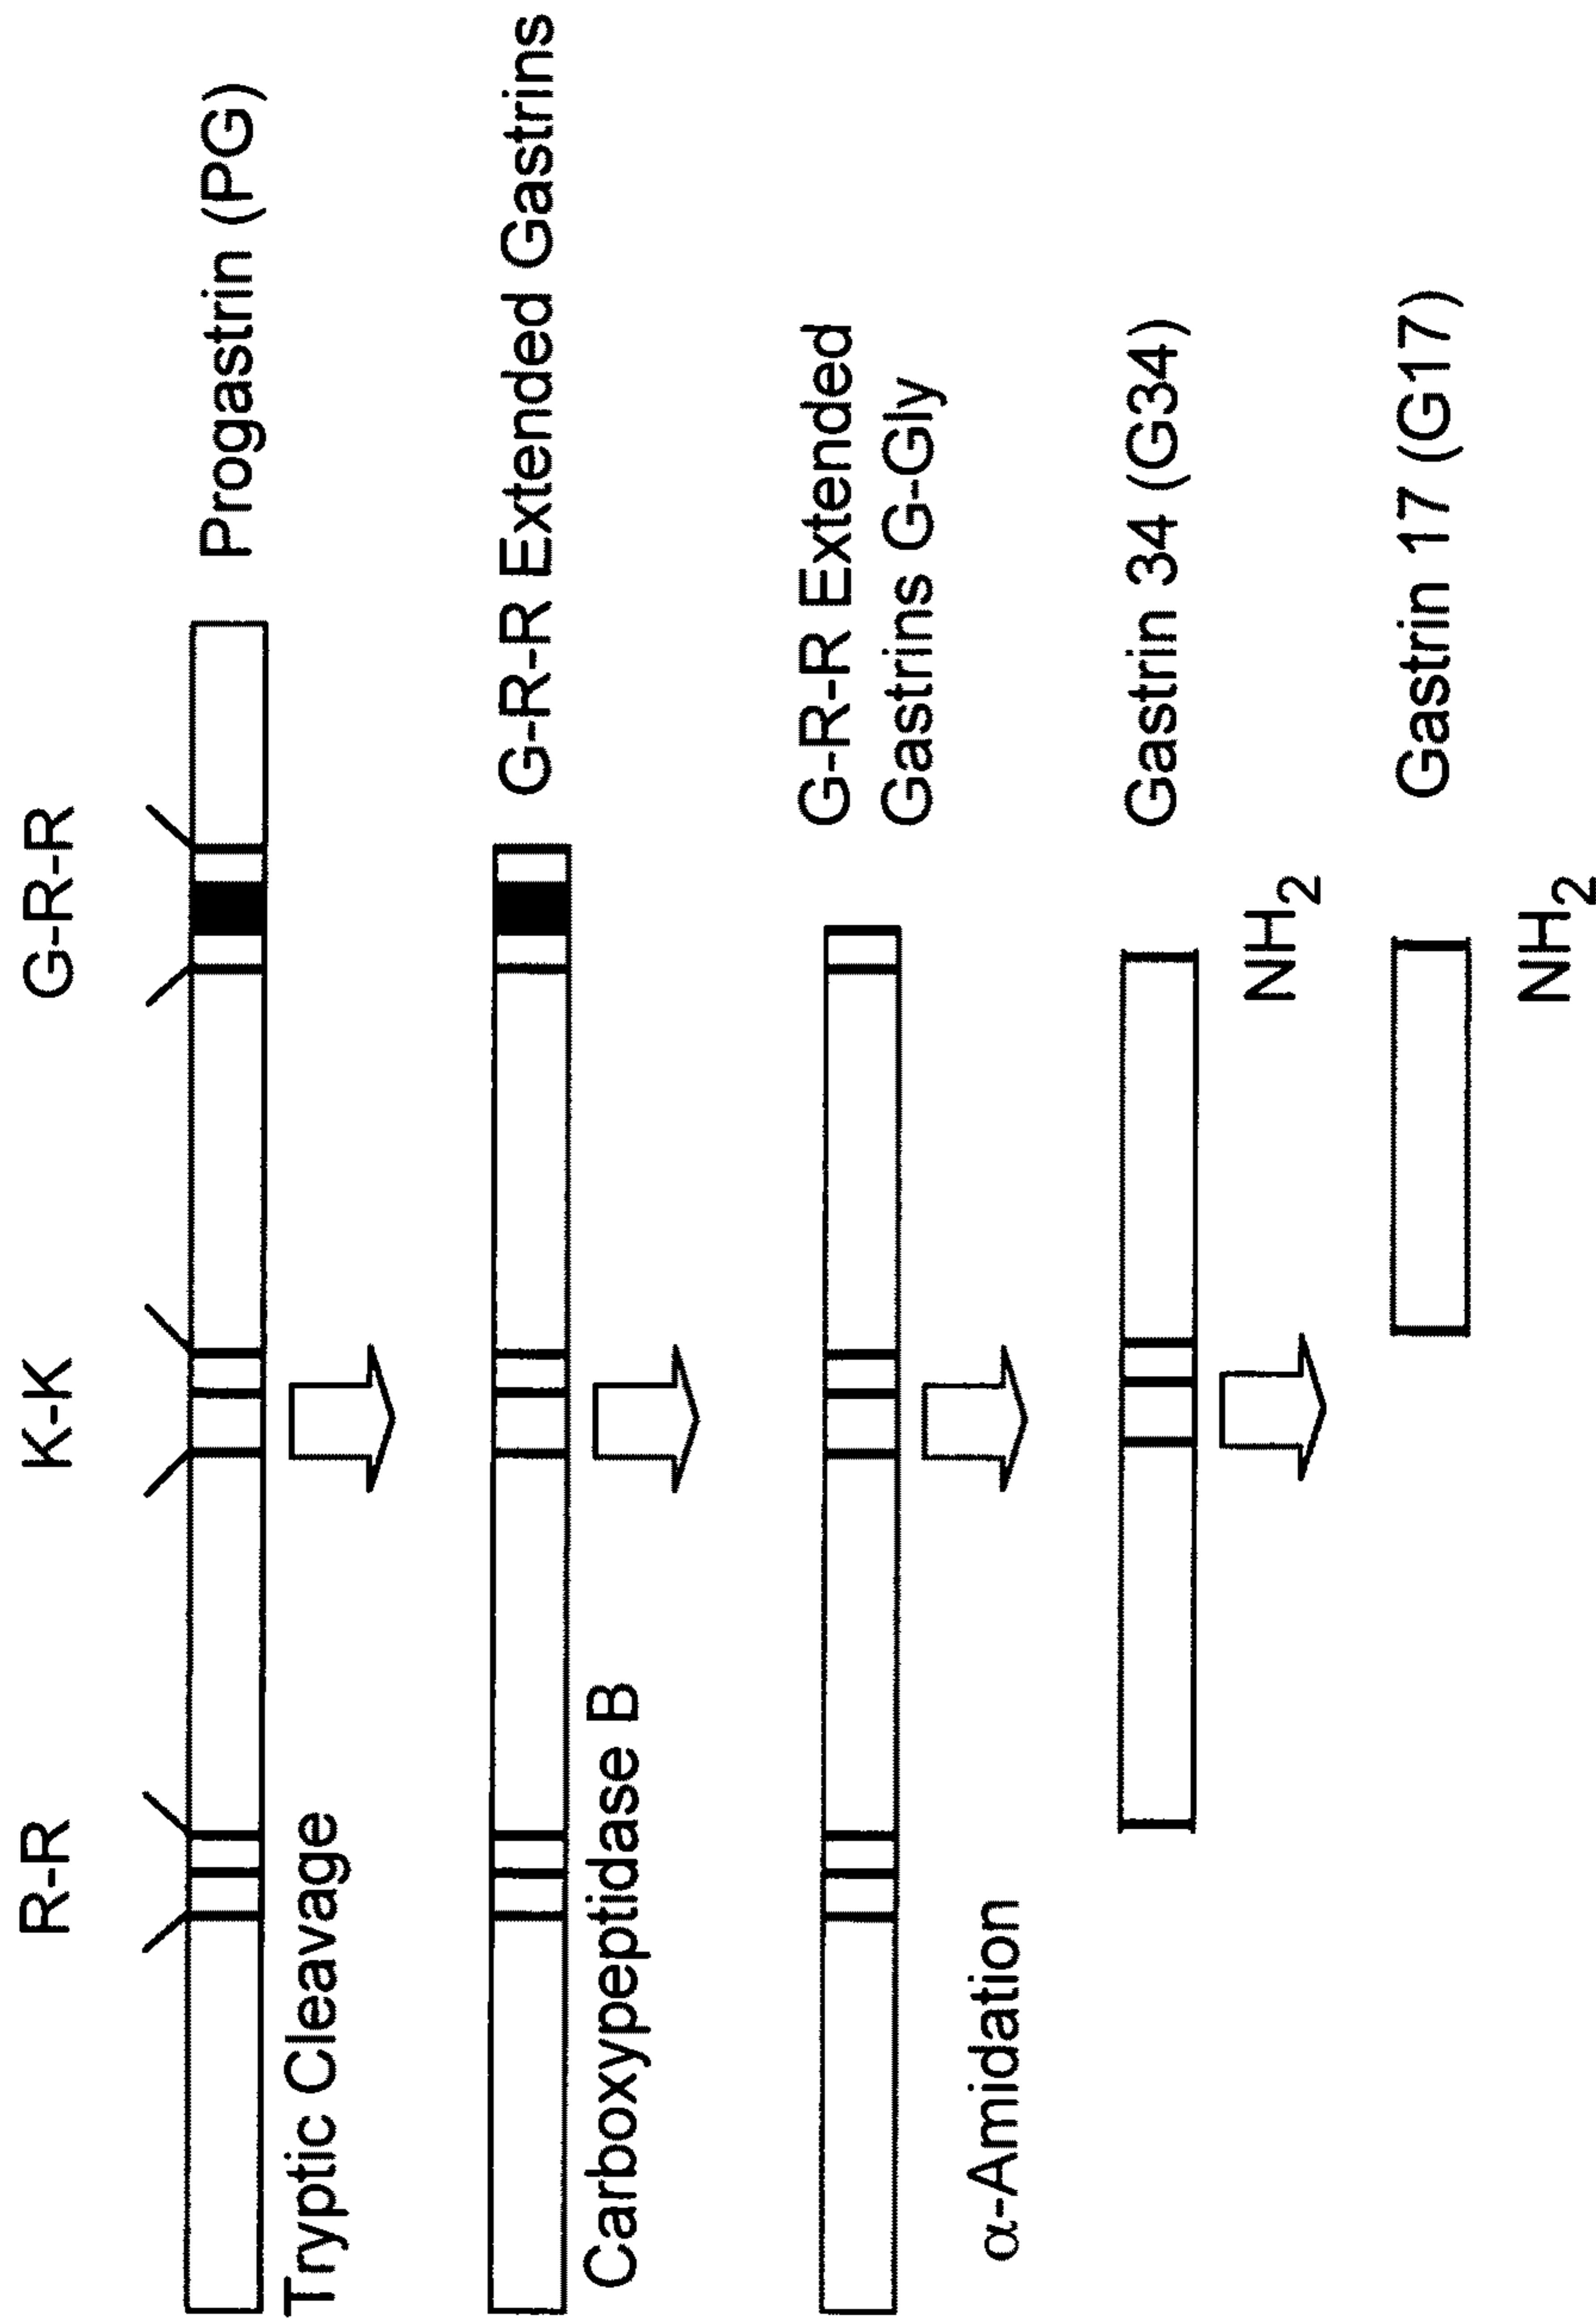 R-R
K-K
G-R-R
Progastrin (PG)
Tryptic Cleavage
G-R-R Extended Gastrins
Carboxypeptidase B
G-R-R Extended
Gastrins G-Gly
α-Amidation
Gastrin 34 (G34)
NH₂
Gastrin 17 (G17)
NH₂